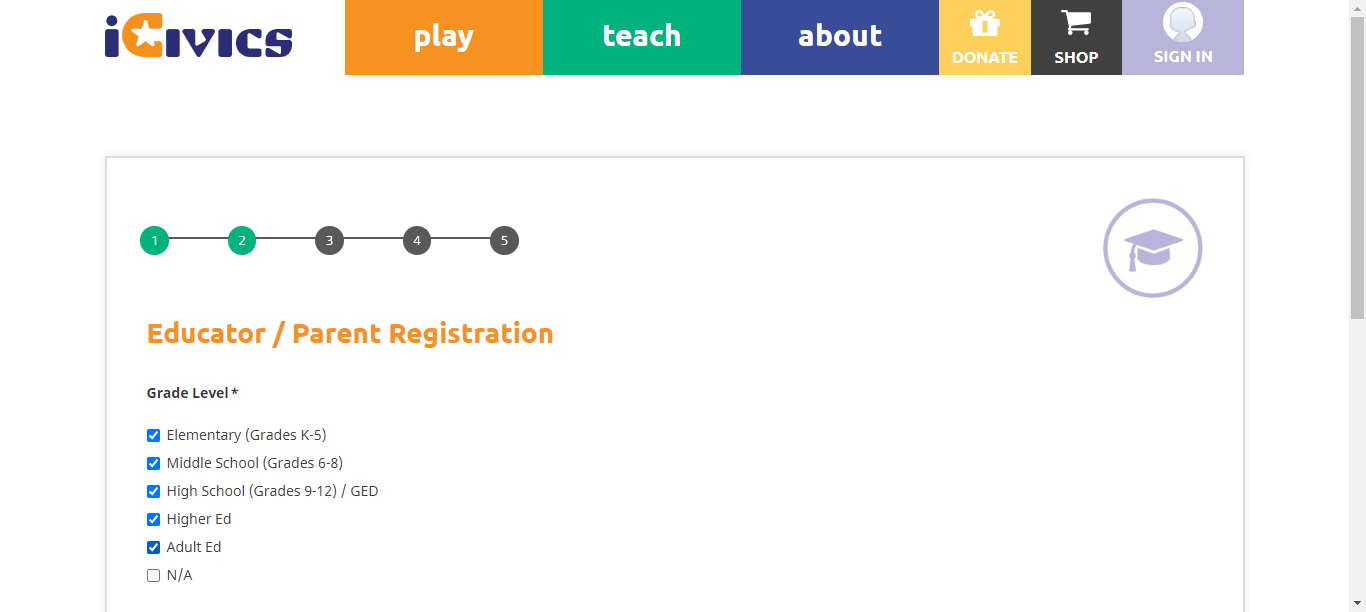 iCivics
play
teach
about
DONATE
SHOP
SIGN IN
1 2 3 4 5
Educator / Parent Registration
Grade Level *
Elementary (Grades K-5)
Middle School (Grades 6-8)
High School (Grades 9-12) / GED
Higher Ed
Adult Ed
N/A